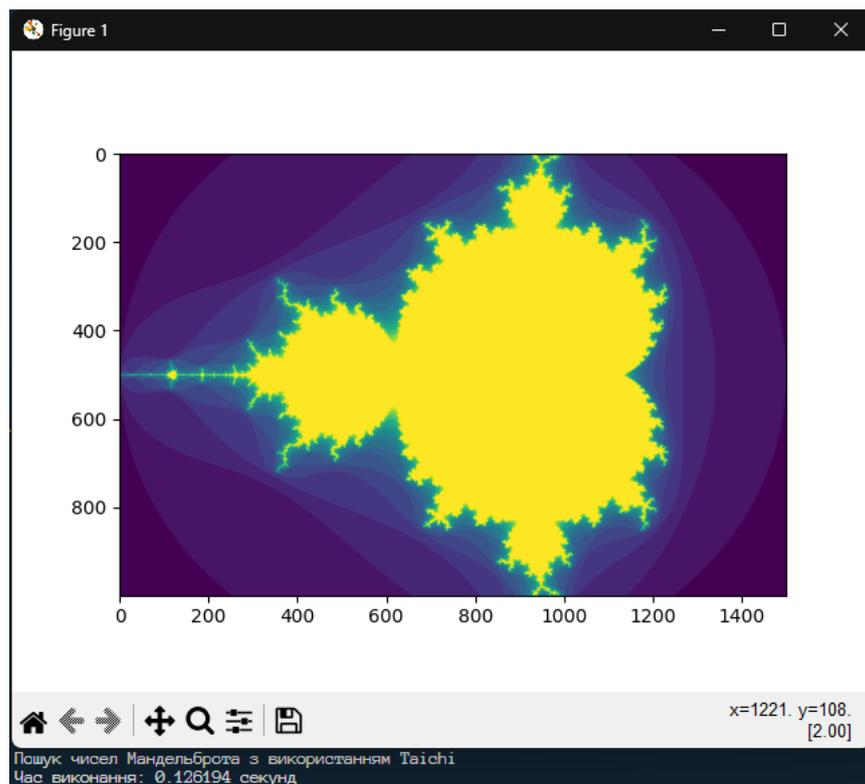 Figure 1
0
200
400
600
800
0 200 400 600 800 1000 1200 1400
x=1221. y=108.
[2.00]
Пошук чисел Мандельброта з використанням Taichi
Час виконання: 0.126194 секунд